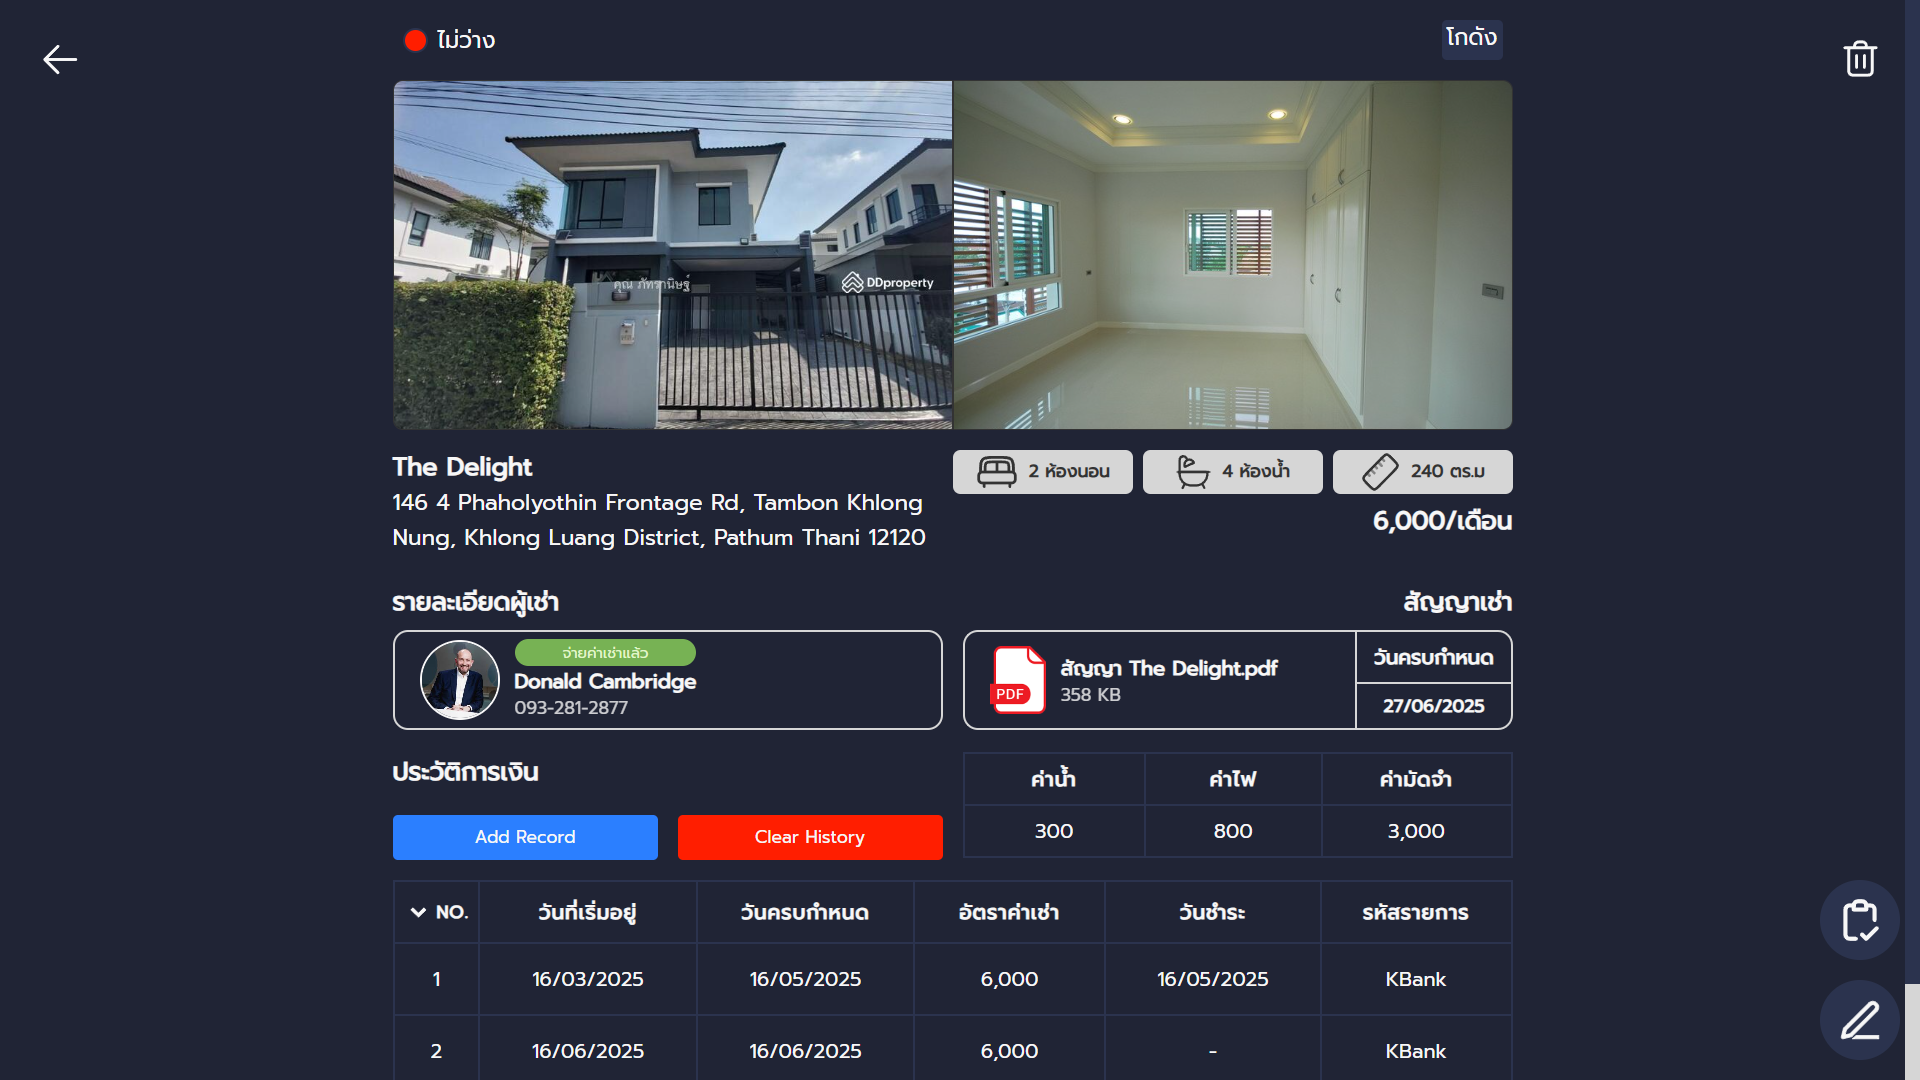 ไม่ว่าง
โกดัง
คุณ ภัทรานิษฐ์
DDproperty
The Delight
146 4 Phaholyothin Frontage Rd, Tambon Khlong
Nung, Khlong Luang District, Pathum Thani 12120
2 ห้องนอน
4 ห้องน้ำ
240 ตร.ม
6,000/เดือน
รายละเอียดผู้เช่า
สัญญาเช่า
จ่ายค่าเช่าแล้ว
Donald Cambridge
093-281-2877
PDF
สัญญา The Delight.pdf
358 KB
วันครบกำหนด
27/06/2025
ประวัติการเงิน
Add Record
Clear History
ค่าน้ำ ค่าไฟ ค่ามัดจำ
300 800 3,000
NO. วันที่เริ่มอยู่ วันครบกำหนด อัตราค่าเช่า วันชำระ รหัสรายการ
1 16/03/2025 16/05/2025 6,000 16/05/2025 KBank
2 16/06/2025 16/06/2025 6,000 - KBank